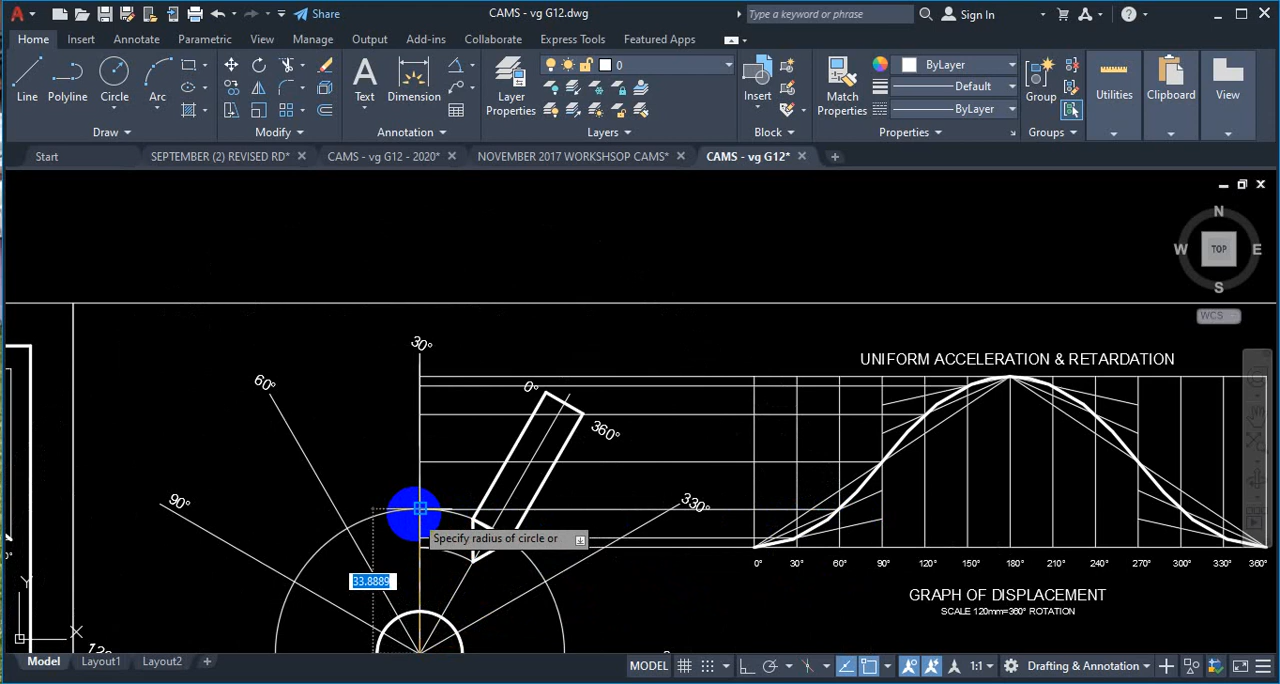 A Share CAMS - vg G12.dwg Type a keyword or phrase Sign In
Home Insert Annotate Parametric View Manage Output Add-ins Collaborate Express Tools Featured Apps
Line Polyline Circle Arc Text Dimension Layer Properties 0 Insert Match Properties ByLayer Default ByLayer Group Utilities Clipboard View
Draw Modify Annotation Layers Block Properties Groups
Start SEPTEMBER (2) REVISED RD* CAMS - vg G12 - 2020* NOVEMBER 2017 WORKSHSOP CAMS* CAMS - vg G12*
N
W TOP E
S
WCS
30°
UNIFORM ACCELERATION & RETARDATION
60°
0°
360°
90°
330°
Specify radius of circle or
0° 30° 60° 90° 120° 150° 180° 210° 240° 270° 300° 330° 360°
33.8889
GRAPH OF DISPLACEMENT
SCALE 120mm=360° ROTATION
Y
X
Model Layout1 Layout2 MODEL 1:1 Drafting & Annotation